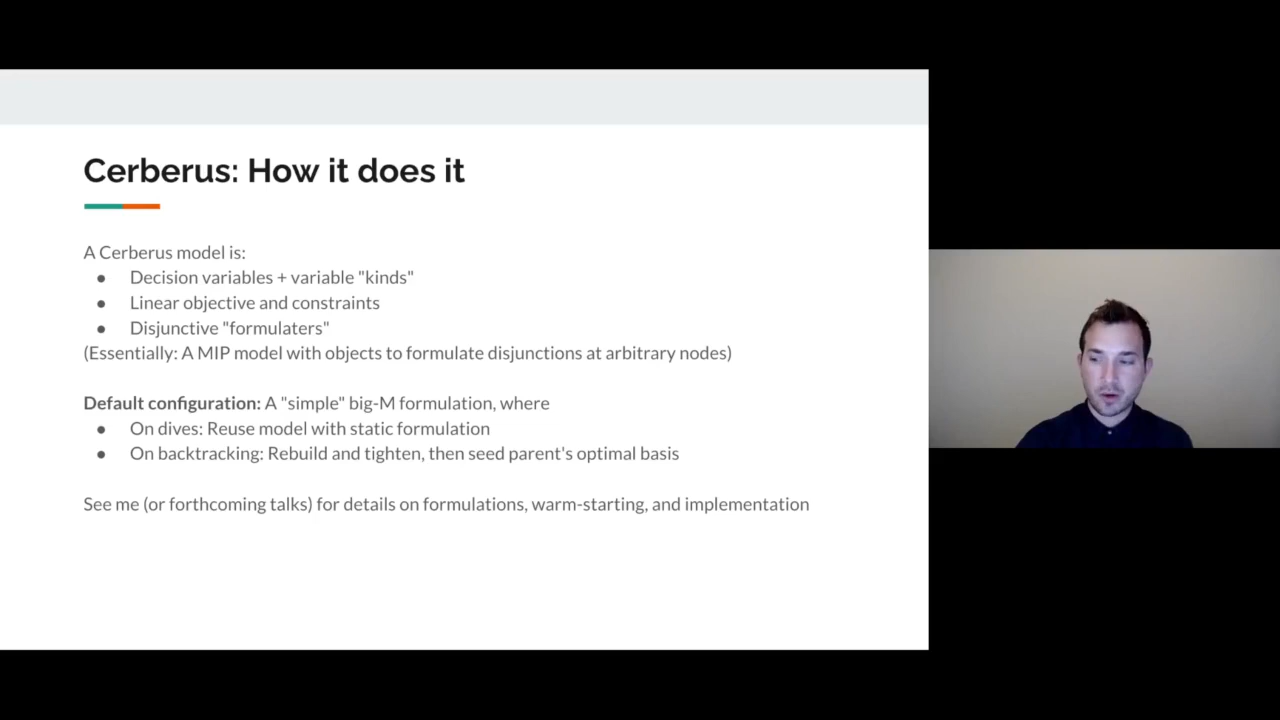 Cerberus: How it does it
A Cerberus model is:
● Decision variables + variable "kinds"
● Linear objective and constraints
● Disjunctive "formulaters"
(Essentially: A MIP model with objects to formulate disjunctions at arbitrary nodes)
Default configuration: A "simple" big-M formulation, where
● On dives: Reuse model with static formulation
● On backtracking: Rebuild and tighten, then seed parent's optimal basis
See me (or forthcoming talks) for details on formulations, warm-starting, and implementation